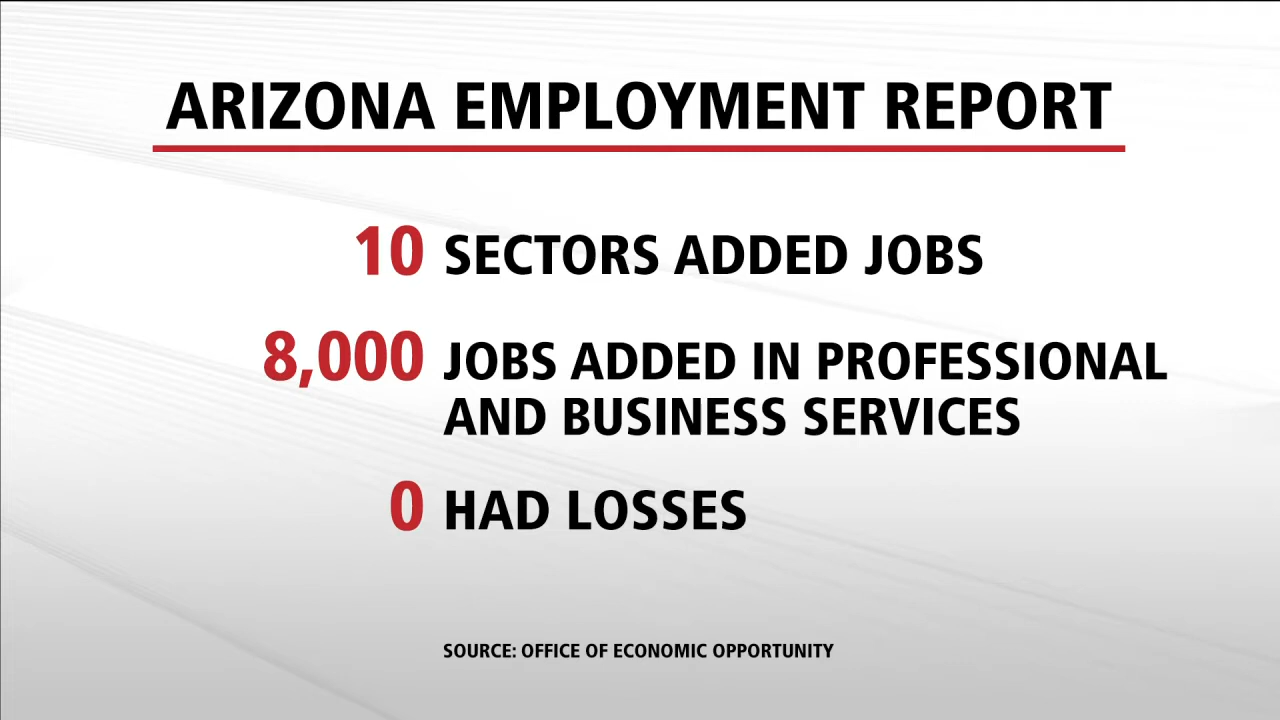 ARIZONA EMPLOYMENT REPORT
10 SECTORS ADDED JOBS
8,000 JOBS ADDED IN PROFESSIONAL
AND BUSINESS SERVICES
0 HAD LOSSES
SOURCE: OFFICE OF ECONOMIC OPPORTUNITY